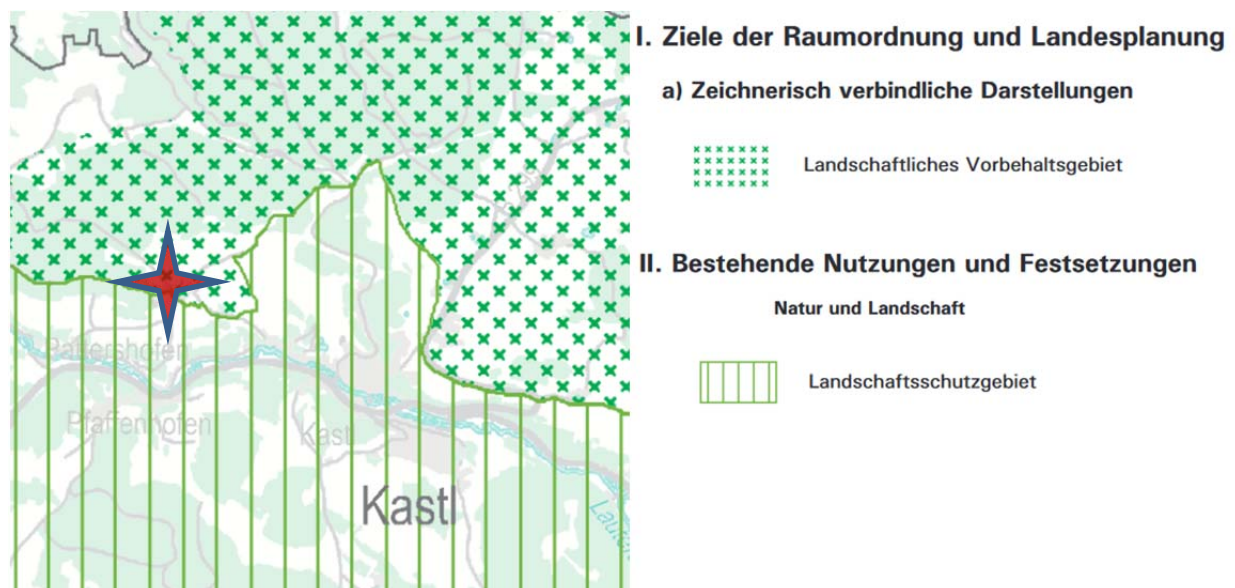 I. Ziele der Raumordnung und Landesplanung
a) Zeichnerisch verbindliche Darstellungen
Landschaftliches Vorbehaltsgebiet
II. Bestehende Nutzungen und Festsetzungen
Natur und Landschaft
Landschaftsschutzgebiet
Pfaffenhofen
Kastl
Kastl